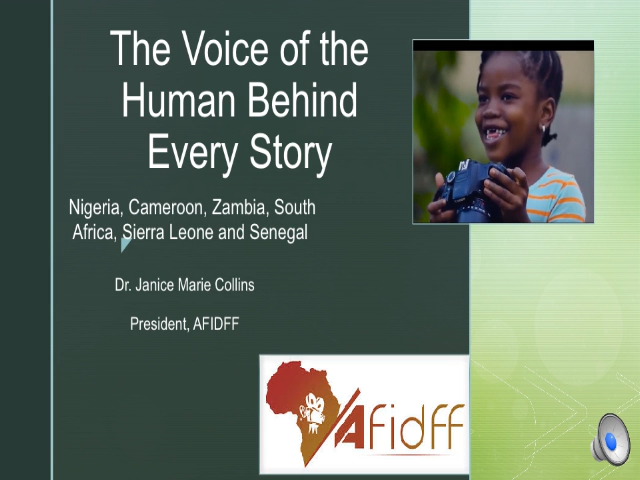 The Voice of the
Human Behind
Every Story
Nigeria, Cameroon, Zambia, South
Africa, Sierra Leone and Senegal
Dr. Janice Marie Collins
President, AFIDFF
Afidff